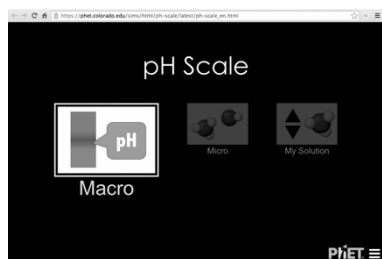 https://phet.colorado.edu/sims/html/ph-scale/latest/ph-scale_en.html
pH Scale
pH
Macro
Micro
My Solution
PhET